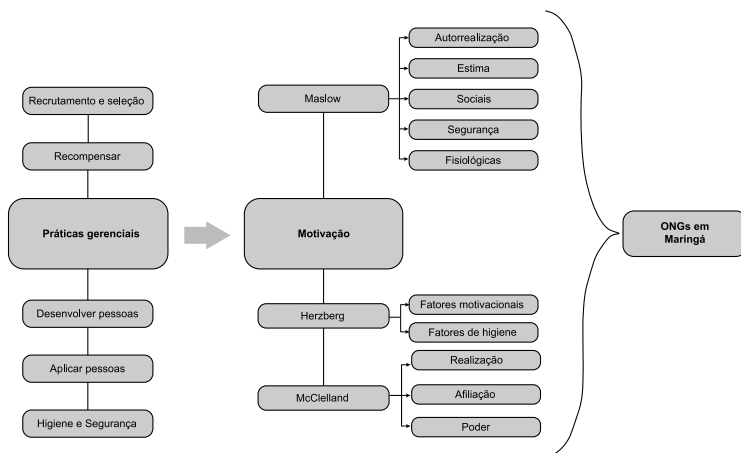 Recrutamento e seleção
Recompensar
Práticas gerenciais
Desenvolver pessoas
Aplicar pessoas
Higiene e Segurança
Maslow
Motivação
Herzberg
McClelland
Autorrealização
Estima
Sociais
Segurança
Fisiológicas
Fatores motivacionais
Fatores de higiene
Realização
Afiliação
Poder
ONGs em
Maringá